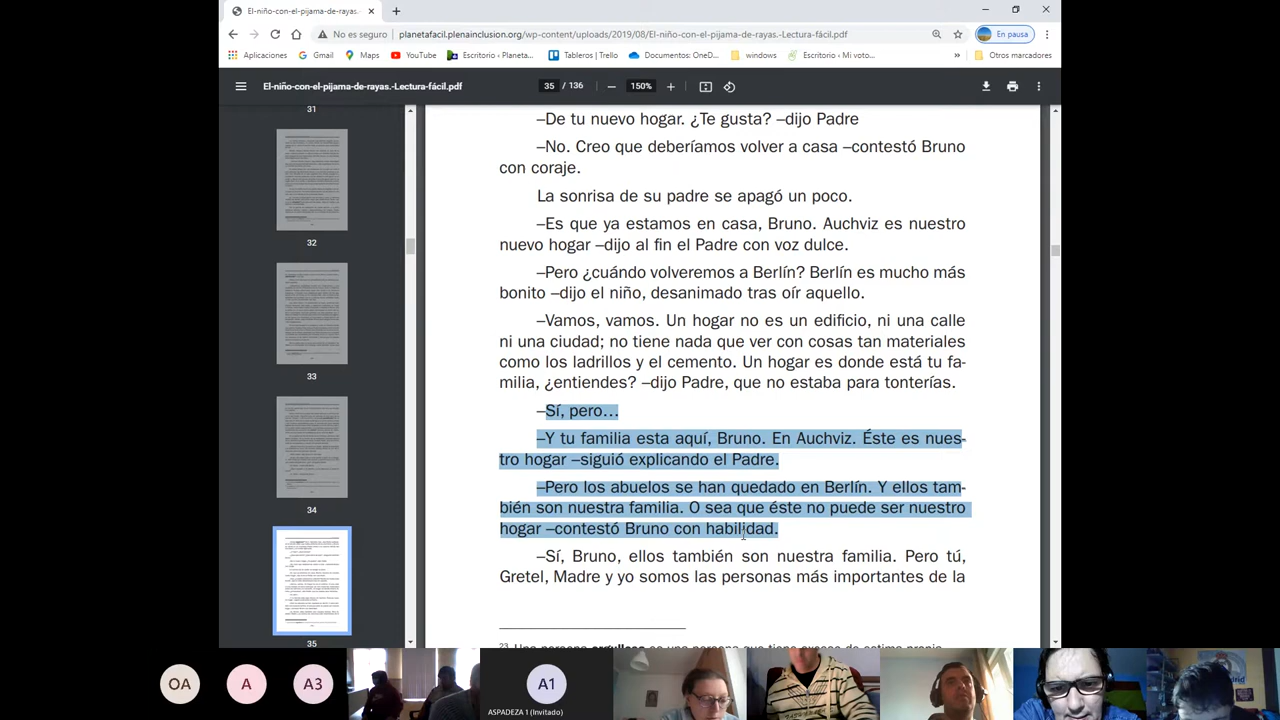 El-niño-con-el-pijama-de-rayas.-
No es seguro
planetafacil.plenainclusion.org/wp-content/uploads/2019/08/El-niño-con-el-pijama-de-rayas.-Lectura-fácil.pdf
En pausa
Aplicaciones
Gmail
Maps
YouTube
Escritorio ‹ Planeta...
Tableros | Trello
Documentos: OneD...
windows
Escritorio ‹ Mi voto...
»
Otros marcadores
El-niño-con-el-pijama-de-rayas.-Lectura-fácil.pdf
35 / 136
150%
31
32
33
34
35
–De tu nuevo hogar. ¿Te gusta? –dijo Padre
–No. Creo que deberíamos volver a casa –contestó Bruno
con coraje.
La sonrisa de su padre se apagó un poco.
–Es que ya estamos en casa, Bruno. Auchviz es nuestro
nuevo hogar –dijo al fin el Padre con voz dulce.
–Pero ¿cuándo volveremos a Berlín? Berlín es mucho más
bonito –dijo el niño desanimado al oír aquello.
Un hogar no es un edificio, ni una calle
ni una ciudad; no tiene nada que ver con cosas tan materiales
como los ladrillos y el cemento. Un hogar es donde está tu fa-
milia, ¿entiendes? –dijo Padre, que no estaba para tonterías.
–Sí, pero...
–Y tu familia esta aquí, Bruno. En Auchviz. Éste es nues-
tro hogar –siguió explicando el padre.
–Pero los abuelos se han quedado en Berlín. Y ellos tam-
bién son nuestra familia. O sea que éste no puede ser nuestro
hogar –contestó Bruno con humildad.
–Sí, Bruno, ellos también son nuestra familia. Pero tú,
Gretel, Madre y yo somos las personas más importantes de la
23
OA
A
A3
A1
ASPADEZA 1 (Invitado)